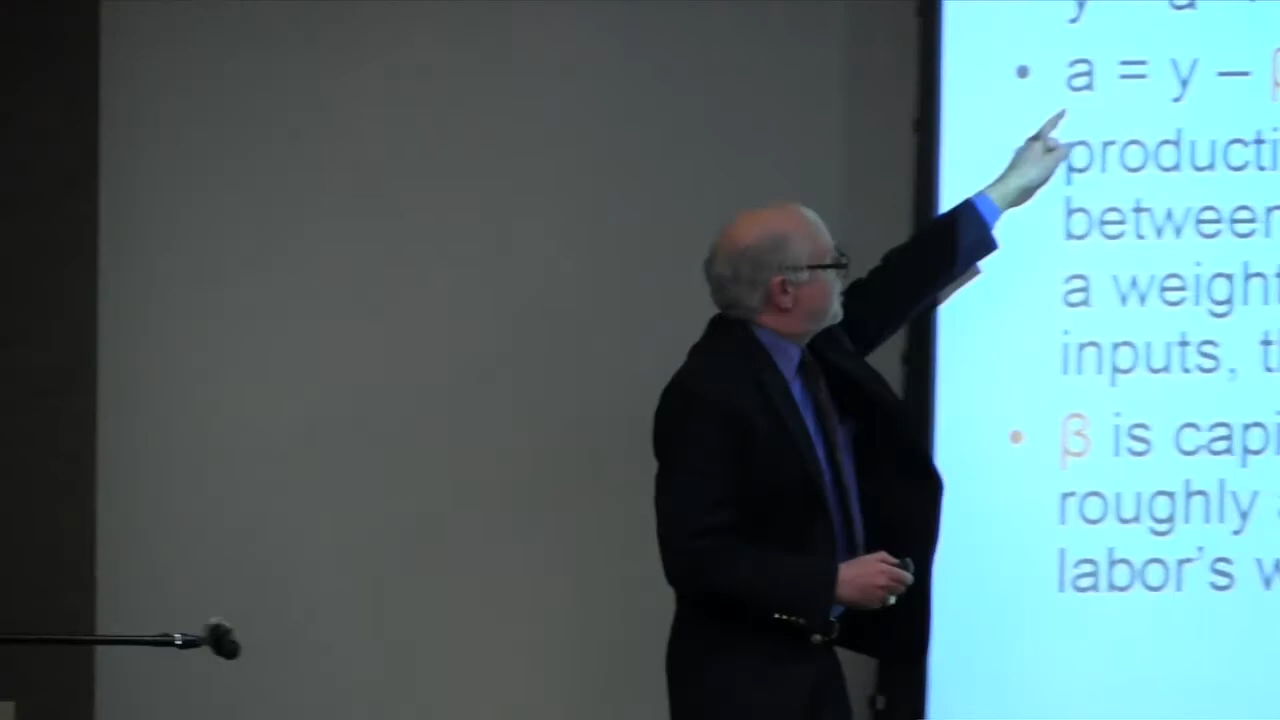 y a
• a = y – β
producti
between
a weight
inputs, t
• β is capi
roughly
labor's w